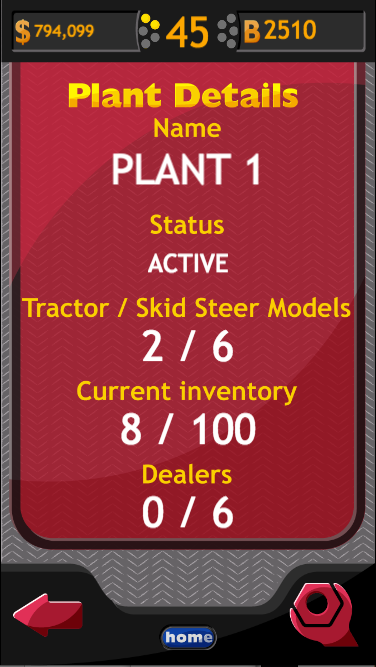 $ 794,099 45 B 2510
Plant Details
Name
PLANT 1
Status
ACTIVE
Tractor / Skid Steer Models
2 / 6
Current inventory
8 / 100
Dealers
0 / 6
home